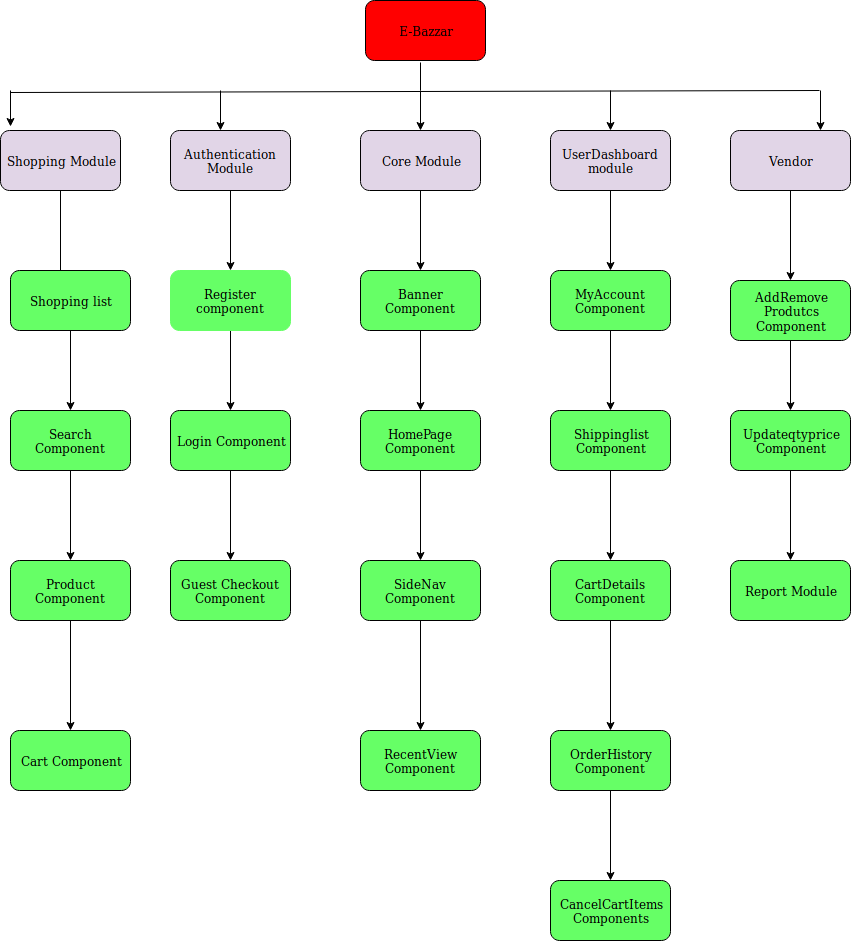 E-Bazzar
Shopping Module
Authentication
Module
Core Module
UserDashboard
module
Vendor
Shopping list
Register
component
Banner
Component
MyAccount
Component
AddRemove
Produtcs
Component
Search
Component
Login Component
HomePage
Component
Shippinglist
Component
Updateqtyprice
Component
Product
Component
Guest Checkout
Component
SideNav
Component
CartDetails
Component
Report Module
Cart Component
RecentView
Component
OrderHistory
Component
CancelCartItems
Components